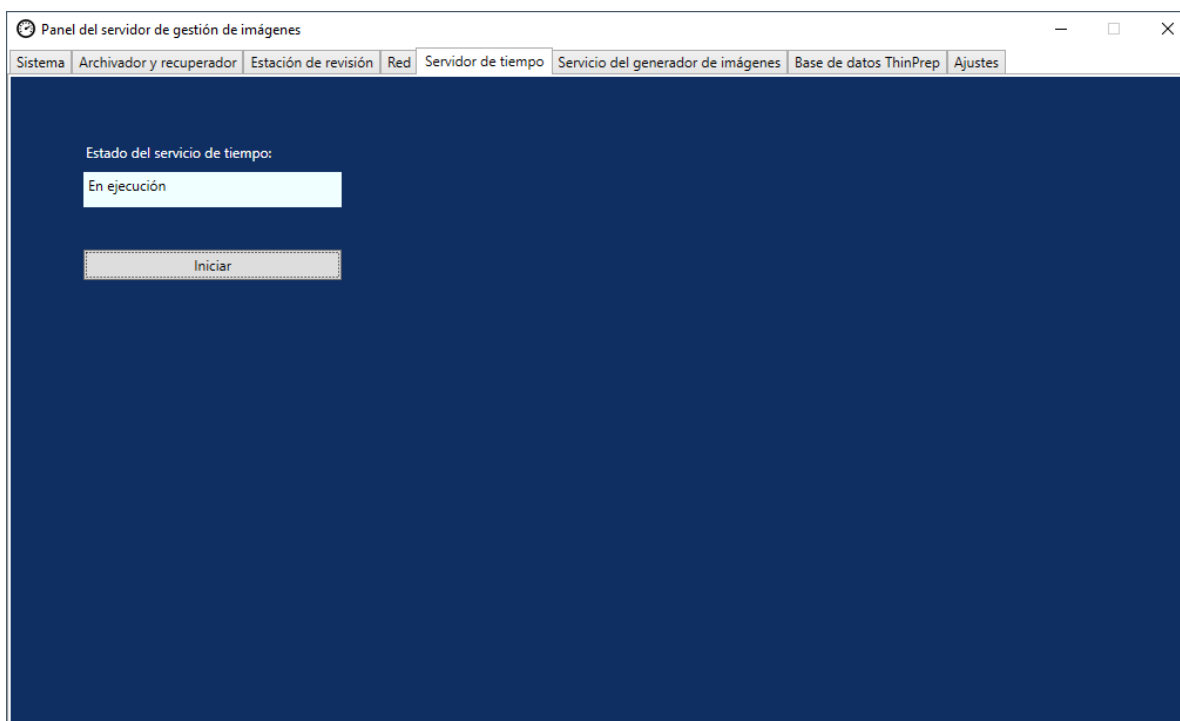 Panel del servidor de gestión de imágenes
Sistema Archivador y recuperador Estación de revisión Red Servidor de tiempo Servicio del generador de imágenes Base de datos ThinPrep Ajustes
Estado del servicio de tiempo:
En ejecución
Iniciar